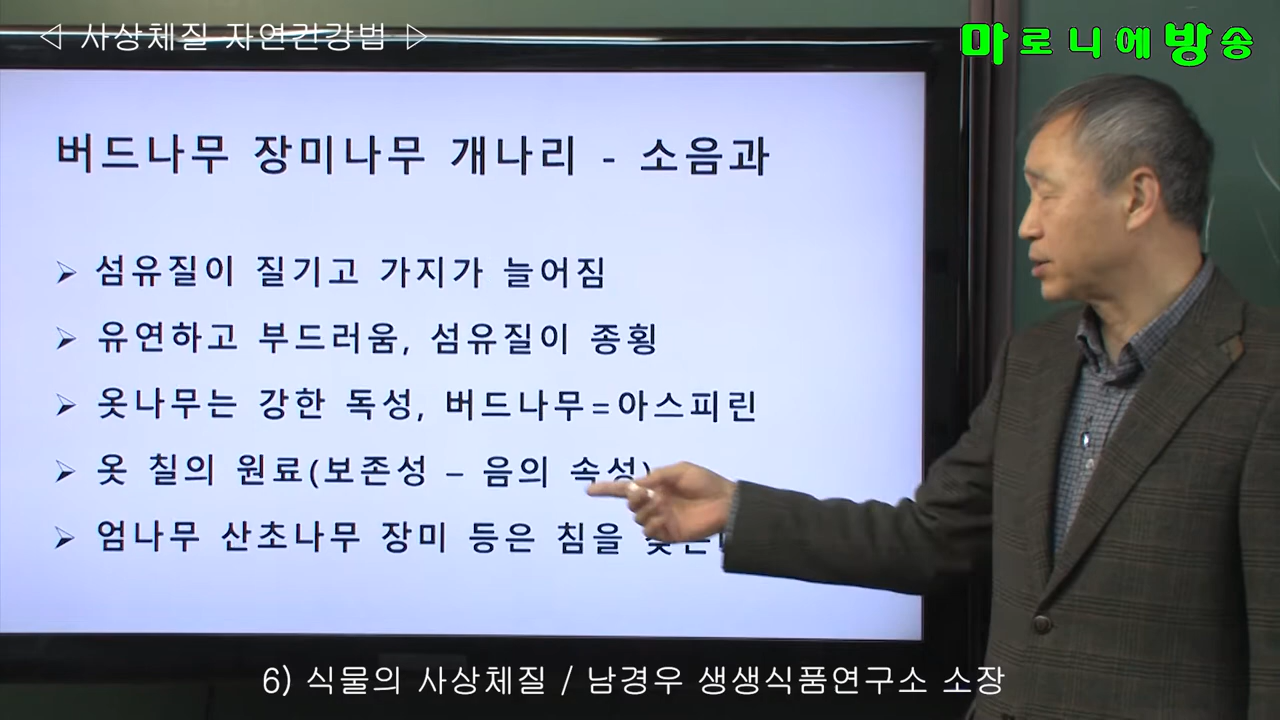 ◁ 사상체질 자연건강법 ▷
마로니에방송
버드나무 장미나무 개나리 - 소음과
➢ 섬유질이 질기고 가지가 늘어짐
➢ 유연하고 부드러움, 섬유질이 종횡
➢ 옷나무는 강한 독성, 버드나무=아스피린
➢ 옷 칠의 원료(보존성 – 음의 속성)
➢ 엄나무 산초나무 장미 등은 침을
6) 식물의 사상체질 / 남경우 생생식품연구소 소장